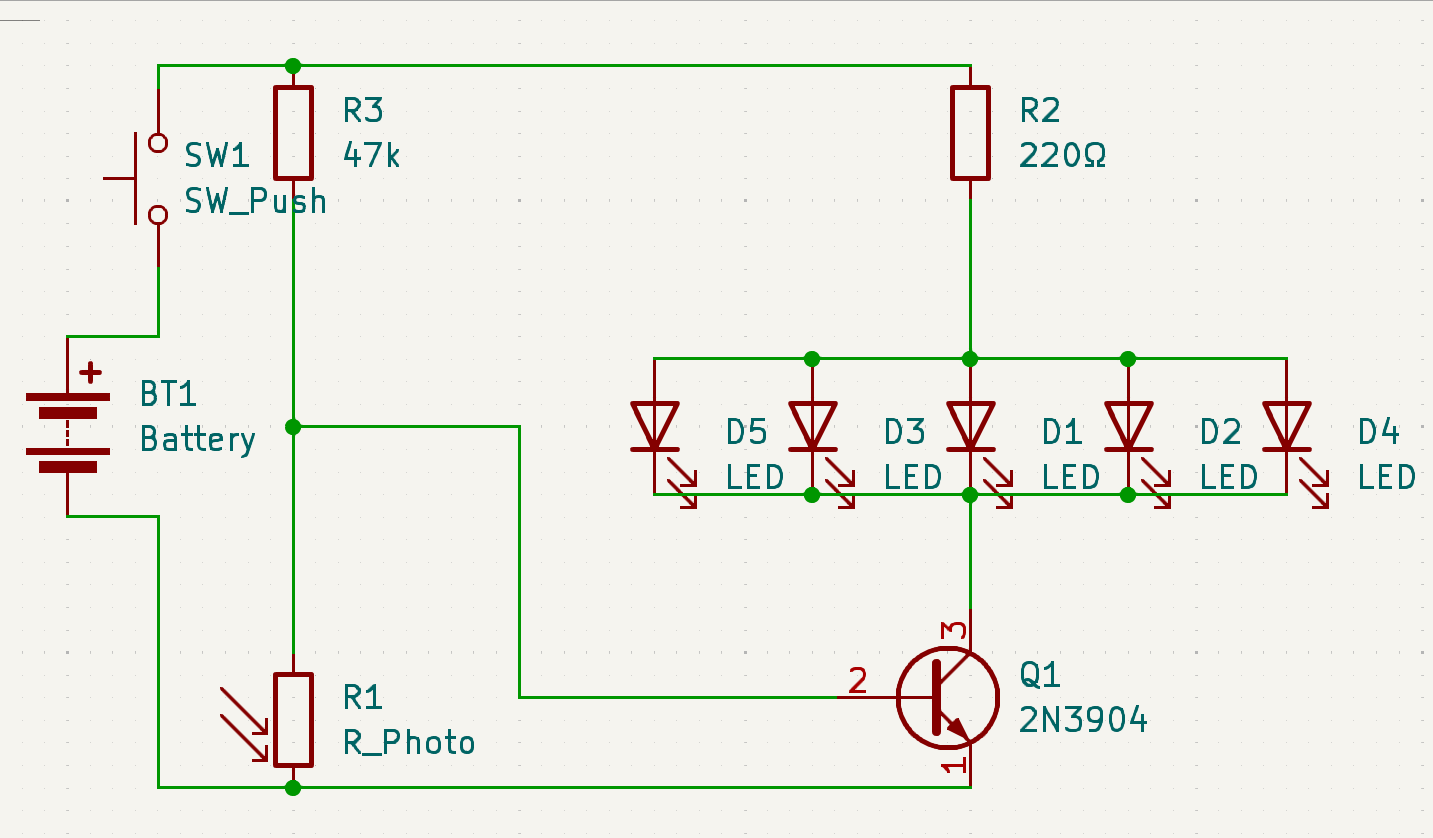 R3
47k
R2
220Ω
SW1
SW_Push
+
BT1
Battery
D5
LED
D3
LED
D1
LED
D2
LED
D4
LED
3
2
1
Q1
2N3904
R1
R_Photo